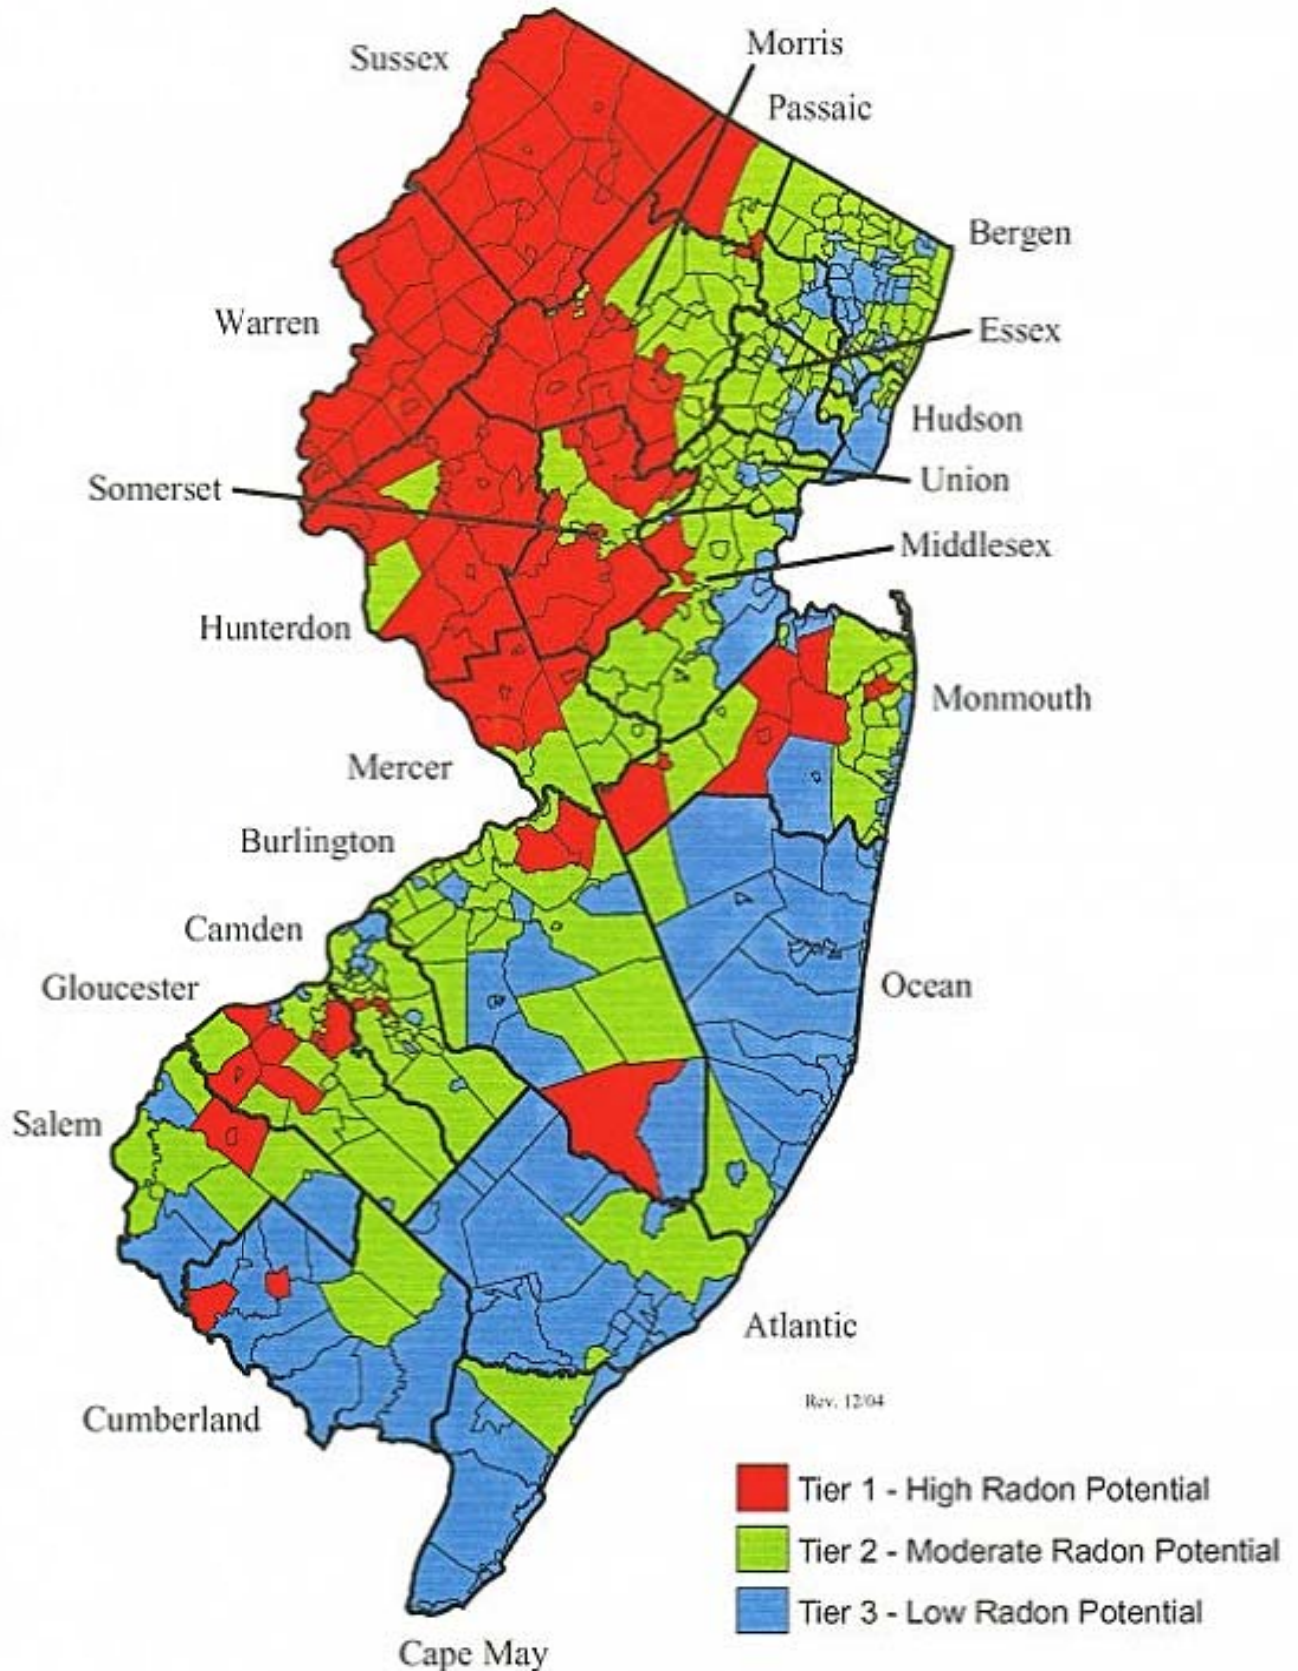 Morris
Sussex
Passaic
Bergen
Warren
Essex
Hudson
Somerset
Union
Middlesex
Hunterdon
Monmouth
Mercer
Burlington
Camden
Gloucester
Ocean
Salem
Atlantic
Rev. 12/04
Cumberland
Tier 1 - High Radon Potential
Tier 2 - Moderate Radon Potential
Tier 3 - Low Radon Potential
Cape May